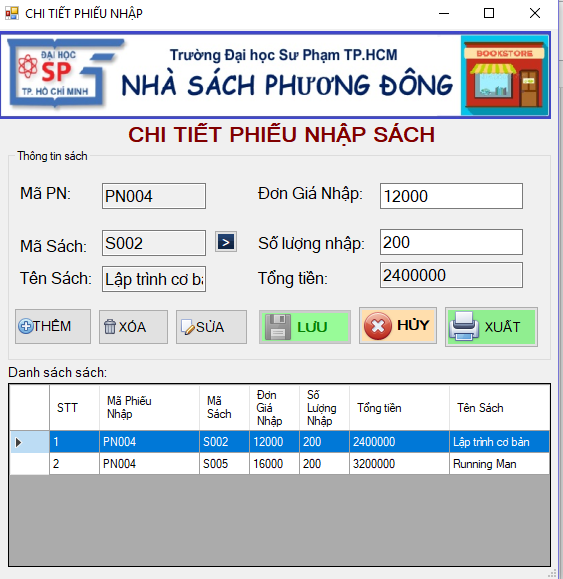 CHI TIẾT PHIẾU NHẬP
ĐẠI HỌC
SP
TP. HỒ CHÍ MINH
Trường Đại học Sư Phạm TP.HCM
NHÀ SÁCH PHƯƠNG ĐÔNG
BOOKSTORE
CHI TIẾT PHIẾU NHẬP SÁCH
Thông tin sách
Mã PN: PN004 Đơn Giá Nhập: 12000
Mã Sách: S002 > Số lượng nhập: 200
Tên Sách: Lập trình cơ bả Tổng tiền: 2400000
THÊM XÓA SỬA LƯU HỦY XUẤT
Danh sách sách:
STT Mã Phiếu Nhập Mã Sách Đơn Giá Nhập Số Lượng Nhập Tổng tiền Tên Sách
1 PN004 S002 12000 200 2400000 Lập trình cơ bản
2 PN004 S005 16000 200 3200000 Running Man